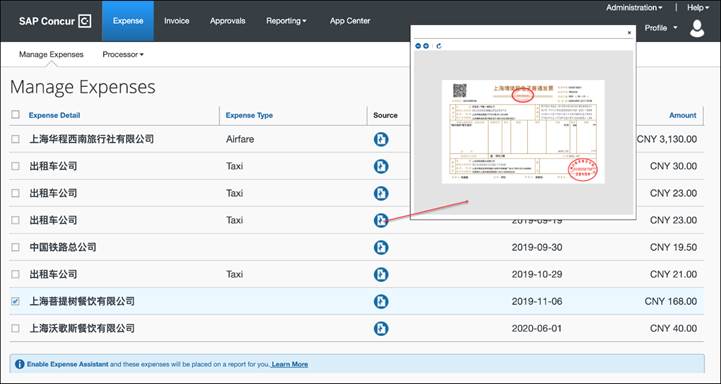 SAP Concur C
Expense
Invoice
Approvals
Reporting
App Center
Administration
Help
Profile
Manage Expenses
Processor
Manage Expenses
Expense Detail Expense Type Source Amount
上海华程西南旅行社有限公司 Airfare CNY 3,130.00
出租车公司 Taxi CNY 30.00
出租车公司 Taxi CNY 23.00
出租车公司 Taxi 2019-09-19 CNY 23.00
中国铁路总公司 2019-09-30 CNY 19.50
出租车公司 Taxi 2019-10-29 CNY 21.00
上海菩提树餐饮有限公司 2019-11-06 CNY 168.00
上海沃歌斯餐饮有限公司 2020-06-01 CNY 40.00
Enable Expense Assistant and these expenses will be placed on a report for you. Learn More
上海增值税电子普通发票